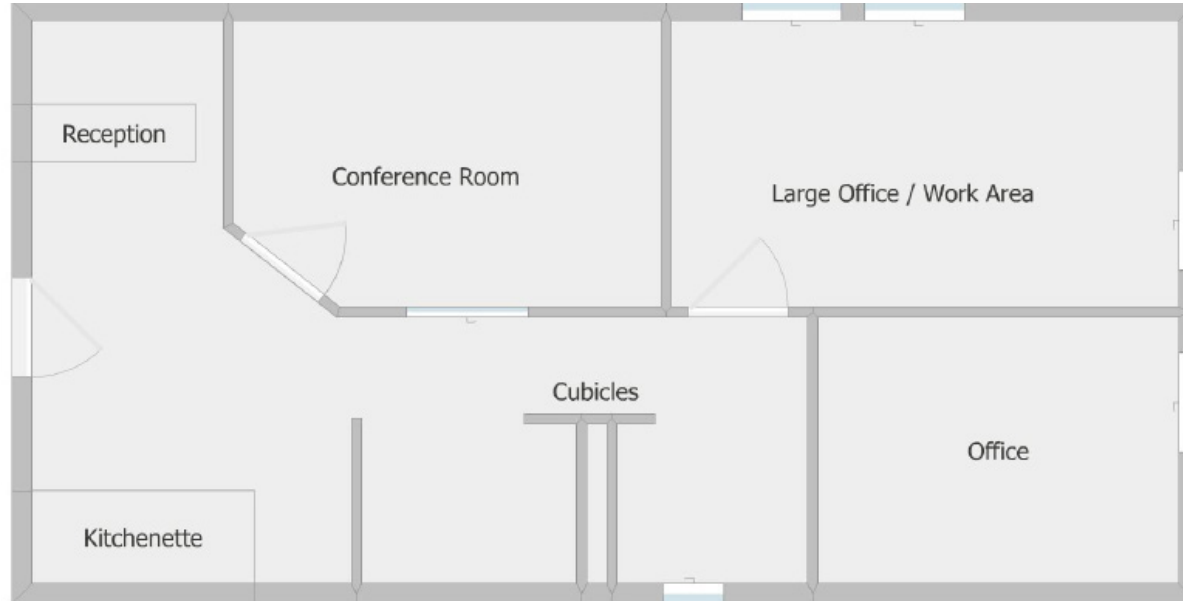 Reception
Conference Room
Large Office / Work Area
Cubicles
Office
Kitchenette